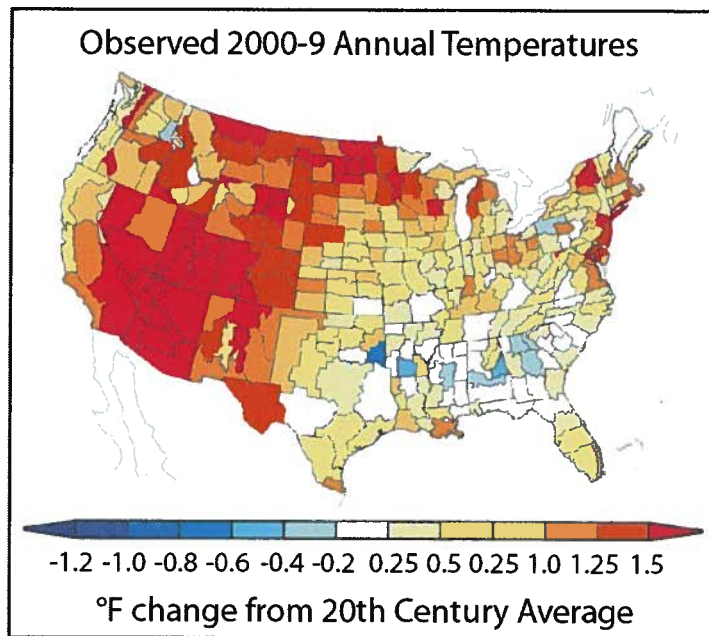 Observed 2000-9 Annual Temperatures
-1.2 -1.0 -0.8 -0.6 -0.4 -0.2 0.25 0.5 0.25 1.0 1.25 1.5
°F change from 20th Century Average